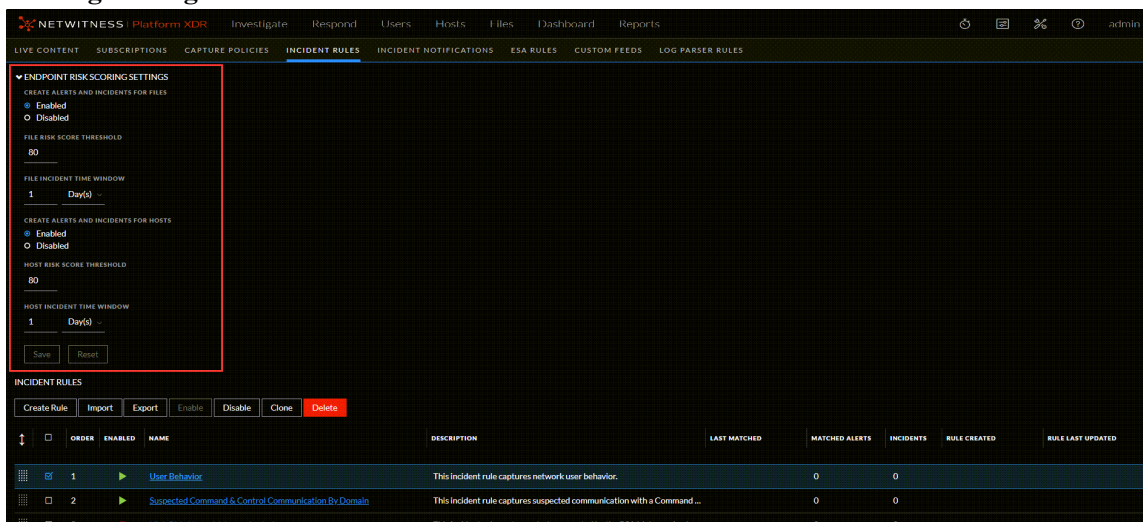 NETWITNESS Platform XDR Investigate Respond Users Hosts Files Dashboard Reports admin
LIVE CONTENT SUBSCRIPTIONS CAPTURE POLICIES INCIDENT RULES INCIDENT NOTIFICATIONS ESA RULES CUSTOM FEEDS LOG PARSER RULES
ENDPOINT RISK SCORING SETTINGS
CREATE ALERTS AND INCIDENTS FOR FILES
Enabled
Disabled
FILE RISK SCORE THRESHOLD
80
FILE INCIDENT TIME WINDOW
1 Day(s)
CREATE ALERTS AND INCIDENTS FOR HOSTS
Enabled
Disabled
HOST RISK SCORE THRESHOLD
80
HOST INCIDENT TIME WINDOW
1 Day(s)
Save Reset
INCIDENT RULES
Create Rule Import Export Enable Disable Clone Delete
ORDER ENABLED NAME DESCRIPTION LAST MATCHED MATCHED ALERTS INCIDENTS RULE CREATED RULE LAST UPDATED
1 User Behavior This incident rule captures network user behavior. 0 0
2 Suspected Command & Control Communication By Domain This incident rule captures suspected communication with a Command ... 0 0